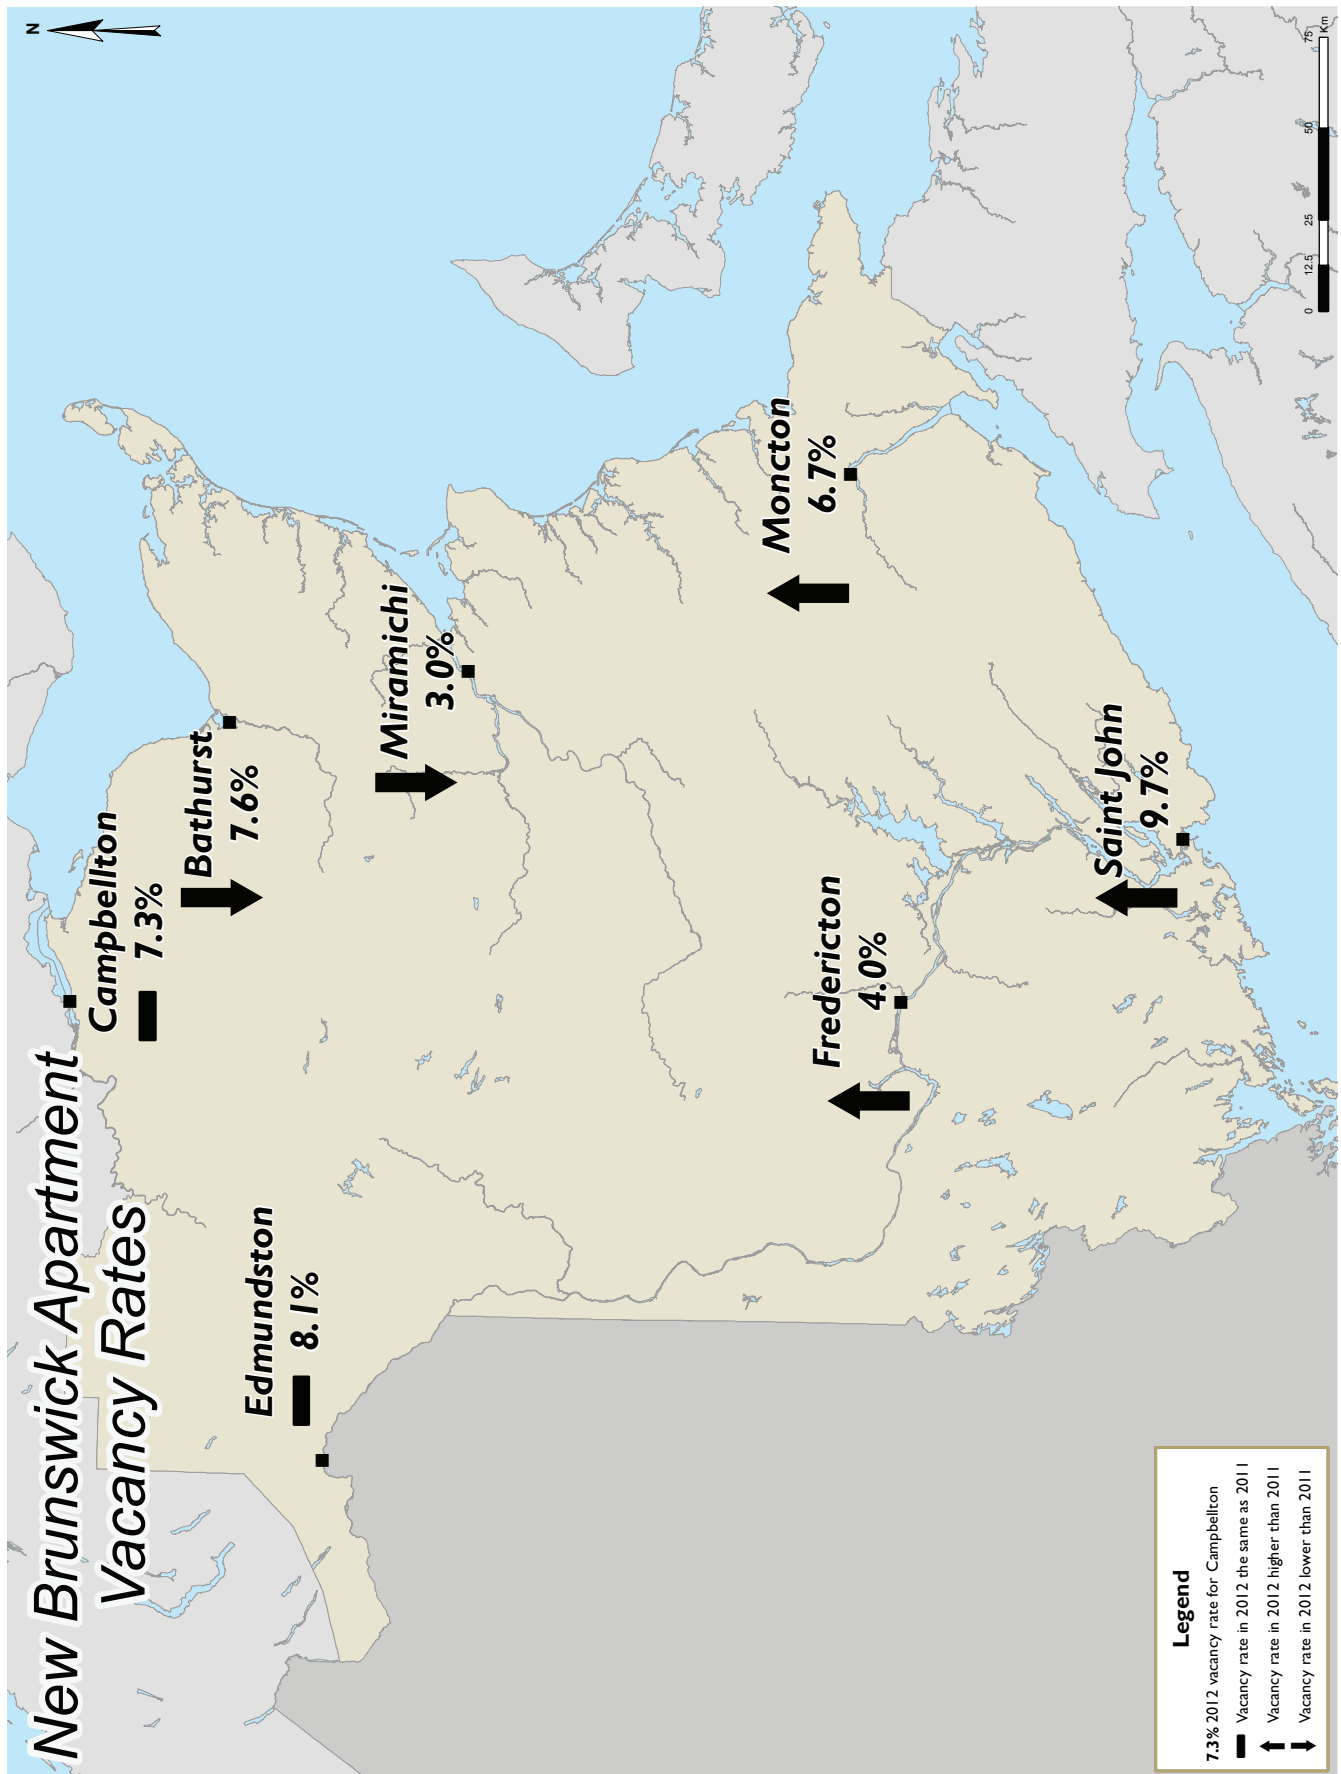 New Brunswick Apartment
Vacancy Rates
N
Campbellton
7.3%
Bathurst
7.6%
Edmundston
8.1%
Miramichi
3.0%
Moncton
6.7%
Fredericton
4.0%
Saint John
9.7%
Legend
7.3% 2012 vacancy rate for Campbellton
Vacancy rate in 2012 the same as 2011
Vacancy rate in 2012 higher than 2011
Vacancy rate in 2012 lower than 2011
0 12.5 25 50 75
Km